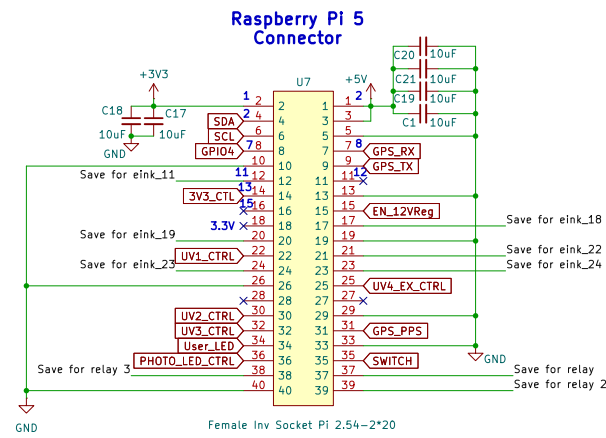 Raspberry Pi 5
Connector
+3V3
C18
C17
10uF
10uF
GND
+5V
C20
10uF
C21
10uF
C19
10uF
C1
10uF
U7
1 2 2 1 1 2
2 SDA 4 4 3 3
SCL 6 6 5 5
GPIO4 7 8 8 7 7 8 GPS_RX
10 10 9 9 GPS_TX
Save for eink_11 11 12 12 11 11 12
3V3_CTL 13 14 14 13 13
15 16 16 15 15 EN_12VReg
3.3V 18 18 17 17 Save for eink_18
Save for eink_19 20 20 19 19
UV1_CTRL 22 22 21 21 Save for eink_22
Save for eink_23 24 24 23 23 Save for eink_24
26 26 25 25 UV4_EX_CTRL
28 28 27 27
UV2_CTRL 30 30 29 29
UV3_CTRL 32 32 31 31 GPS_PPS
User_LED 34 34 33 33
GND
PHOTO_LED_CTRL 36 36 35 35 SWITCH
Save for relay 3 38 38 37 37 Save for relay
40 40 39 39 Save for relay 2
GND
Female Inv Socket Pi 2.54-2*20